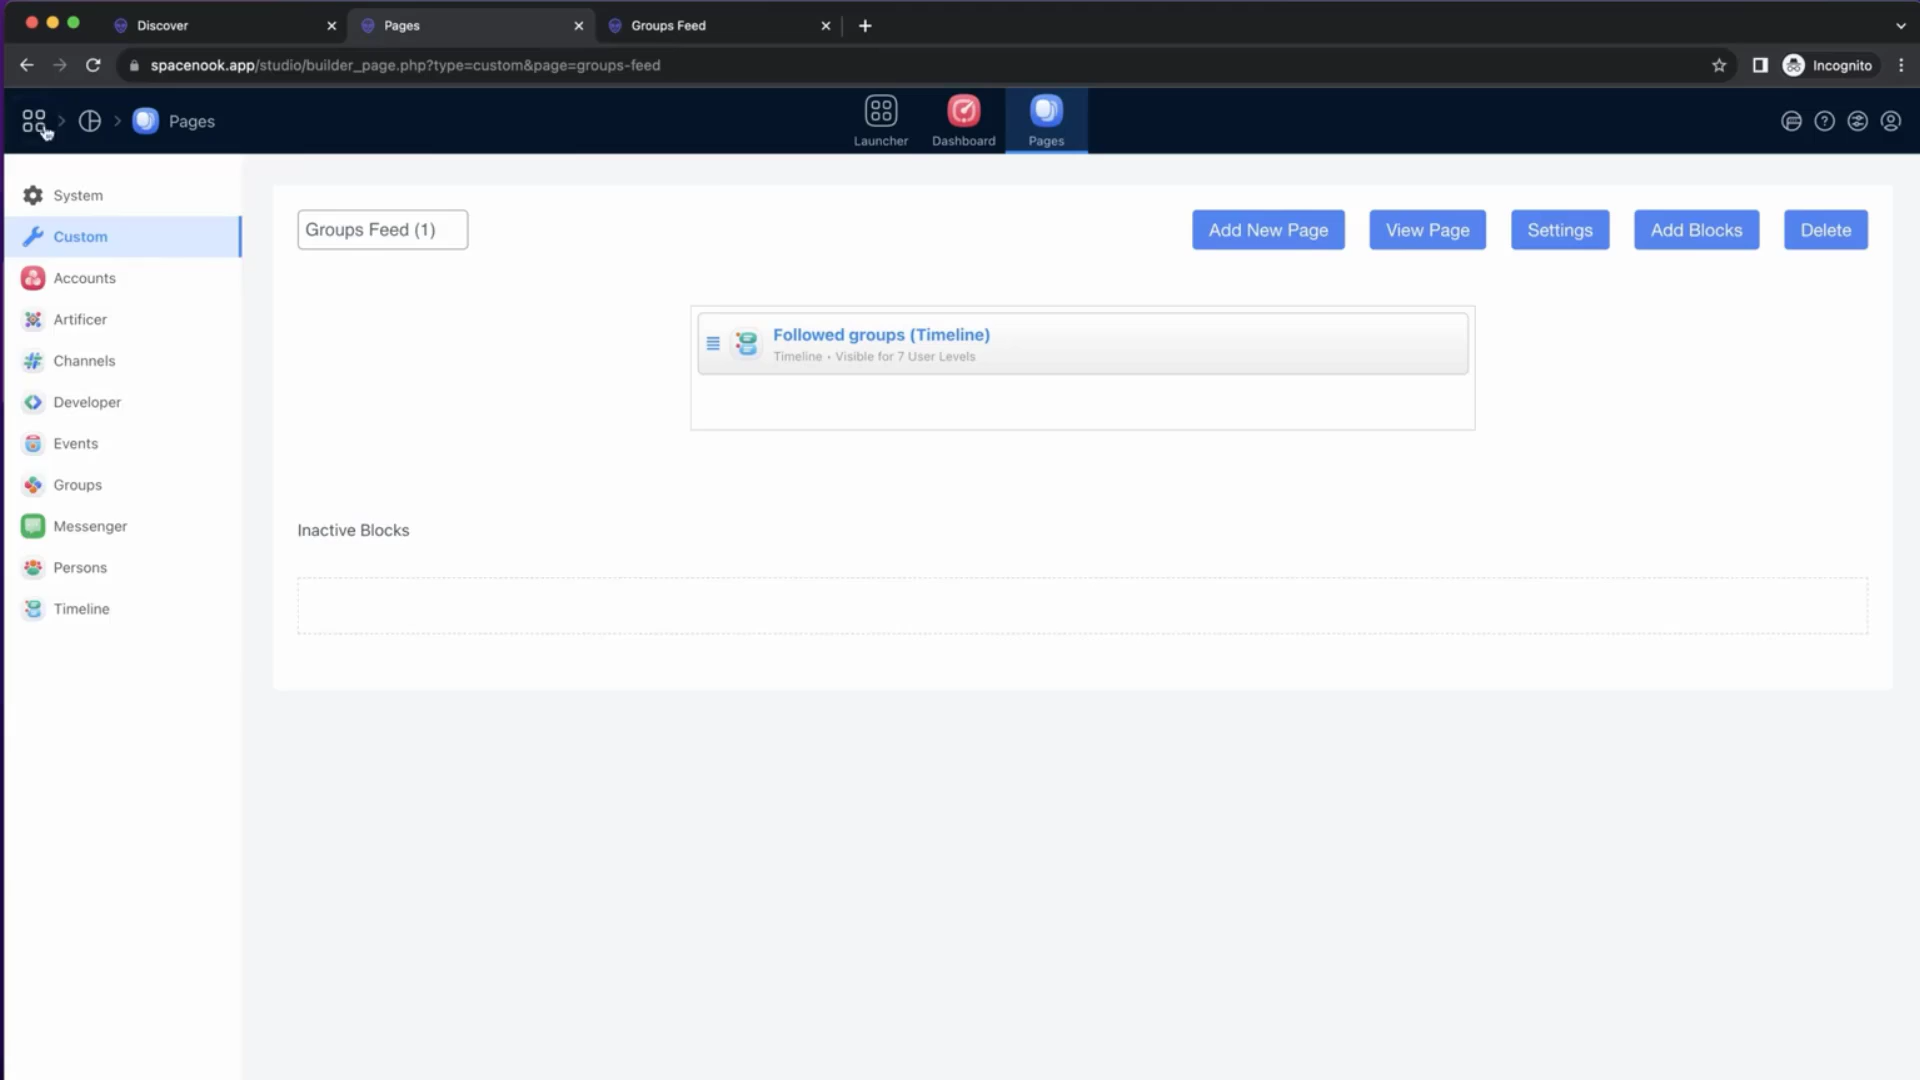 Discover
Pages
Groups Feed
spacenook.app/studio/builder_page.php?type=custom&page=groups-feed
Incognito
Pages
Launcher
Dashboard
Pages
System
Custom
Accounts
Artificer
Channels
Developer
Events
Groups
Messenger
Persons
Timeline
Groups Feed (1)
Add New Page
View Page
Settings
Add Blocks
Delete
Followed groups (Timeline)
Timeline • Visible for 7 User Levels
Inactive Blocks